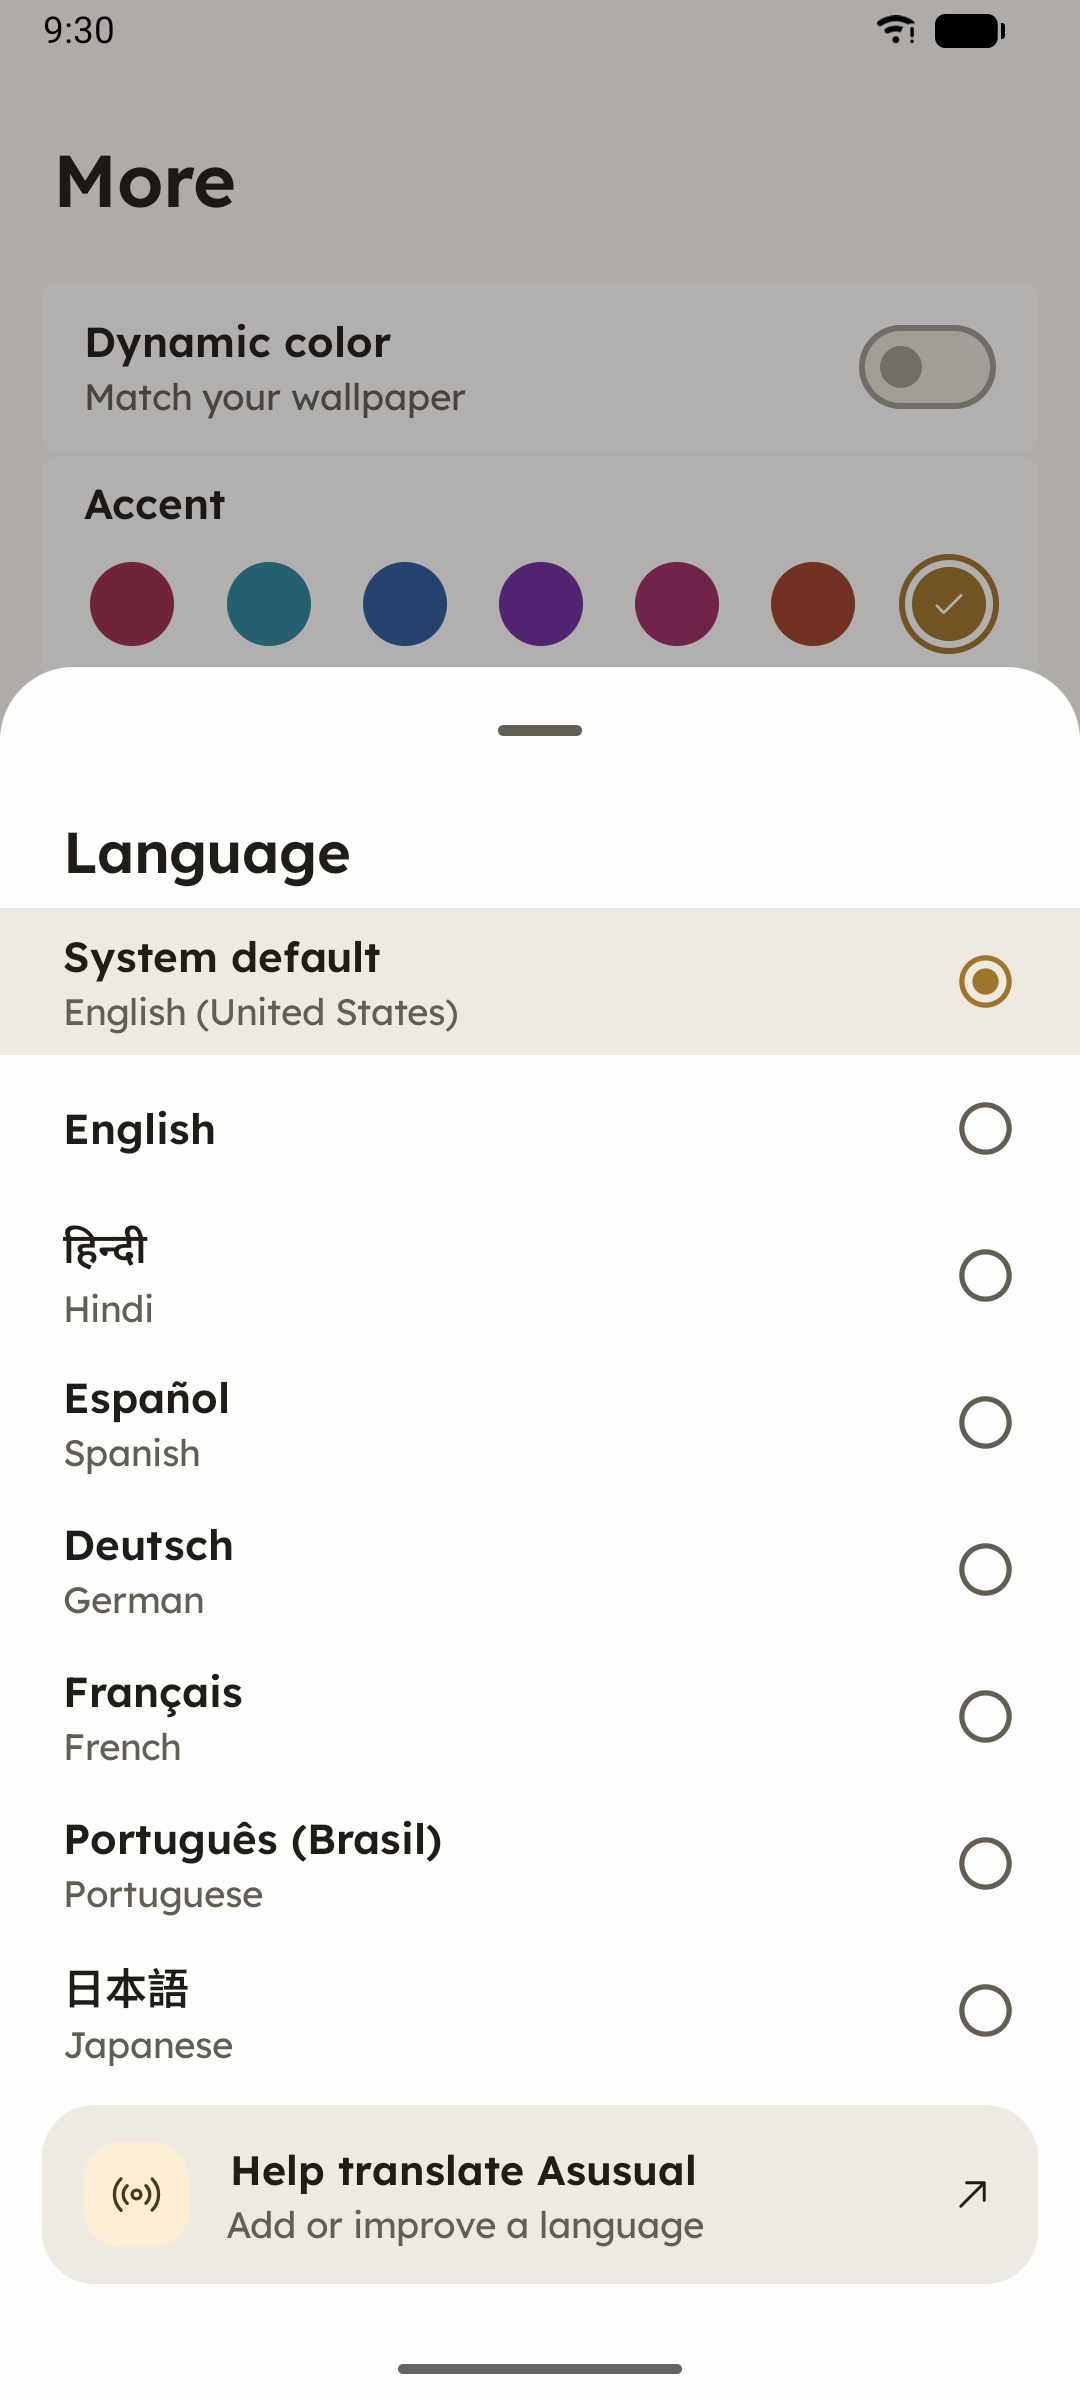 9:30
More
Dynamic color
Match your wallpaper
Accent
Language
System default
English (United States)
English
हिन्दी
Hindi
Español
Spanish
Deutsch
German
Français
French
Português (Brasil)
Portuguese
日本語
Japanese
Help translate Asusual
Add or improve a language